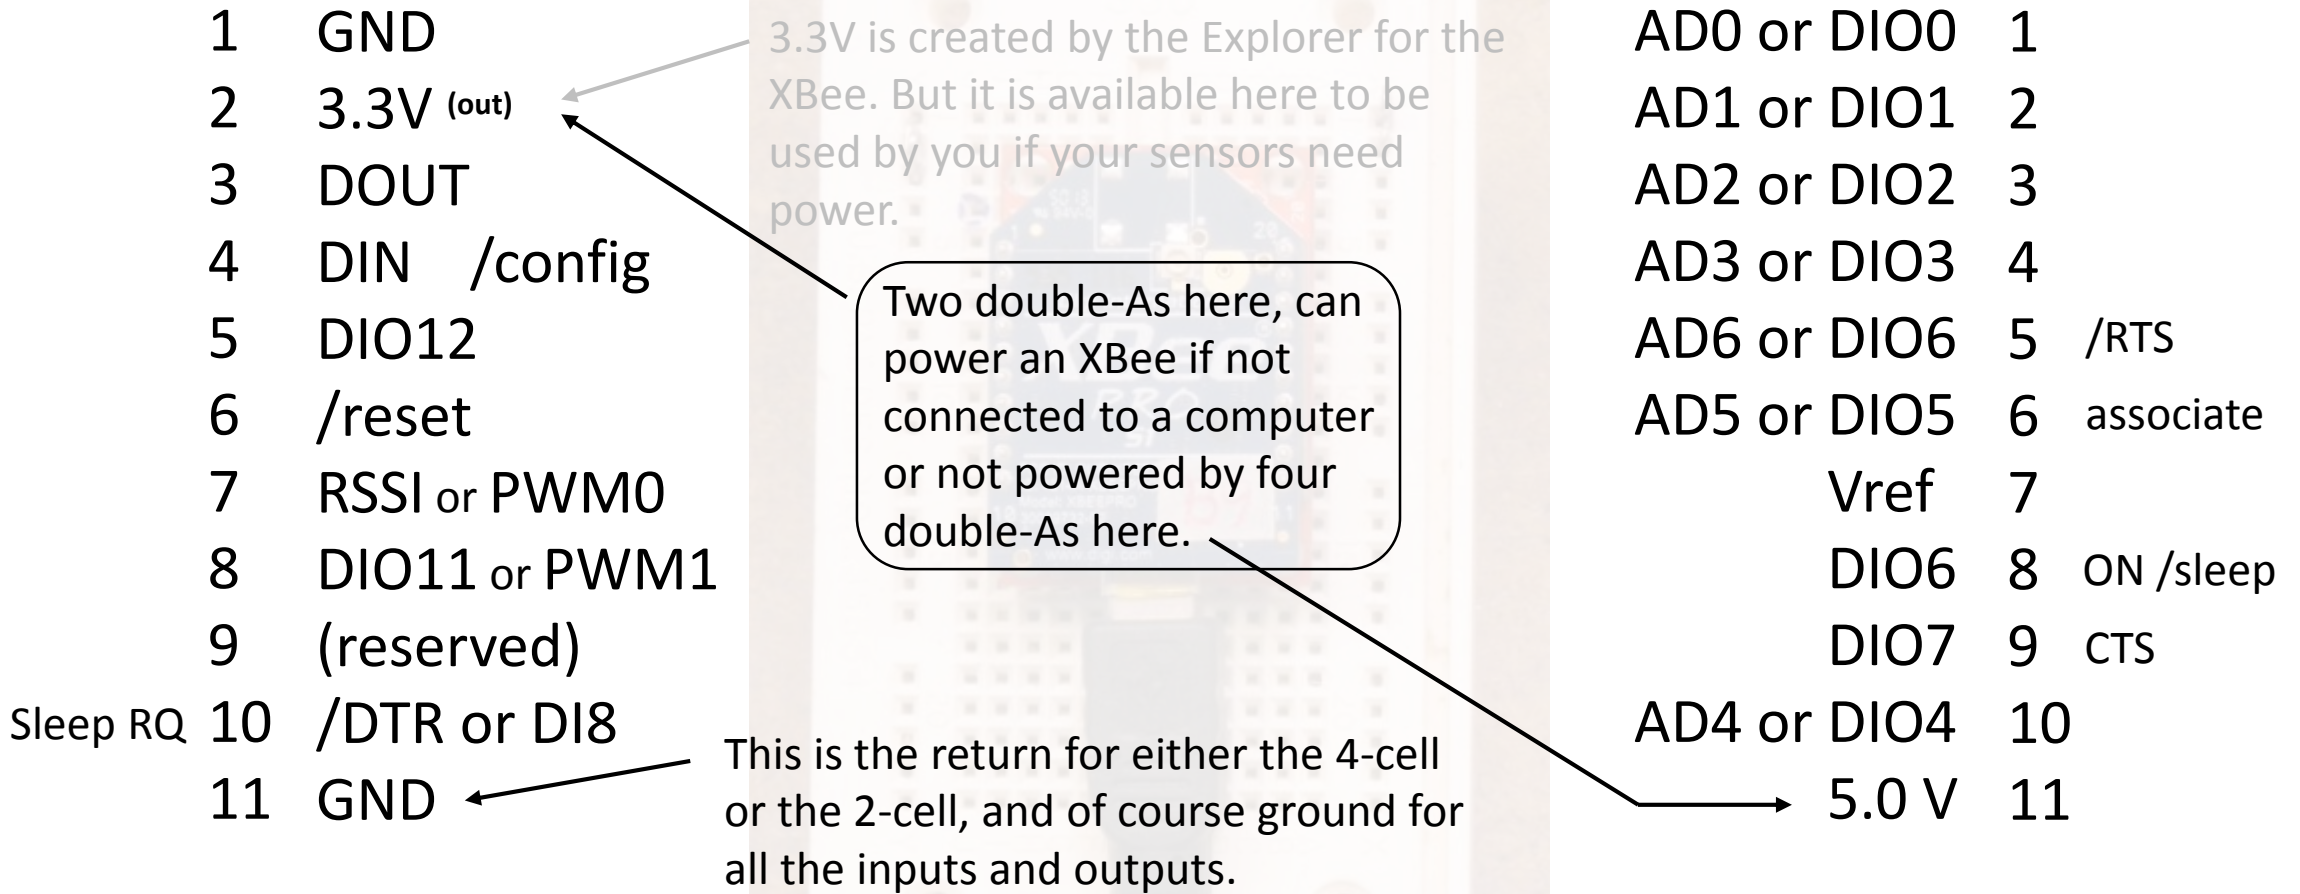 1 GND
2 3.3V (out)
3 DOUT
4 DIN /config
5 DIO12
6 /reset
7 RSSI or PWM0
8 DIO11 or PWM1
9 (reserved)
Sleep RQ 10 /DTR or DI8
11 GND
3.3V is created by the Explorer for the
XBee. But it is available here to be
used by you if your sensors need
power.
Two double-As here, can
power an XBee if not
connected to a computer
or not powered by four
double-As here.
This is the return for either the 4-cell
or the 2-cell, and of course ground for
all the inputs and outputs.
AD0 or DIO0 1
AD1 or DIO1 2
AD2 or DIO2 3
AD3 or DIO3 4
AD6 or DIO6 5 /RTS
AD5 or DIO5 6 associate
Vref 7
DIO6 8 ON /sleep
DIO7 9 CTS
AD4 or DIO4 10
5.0 V 11